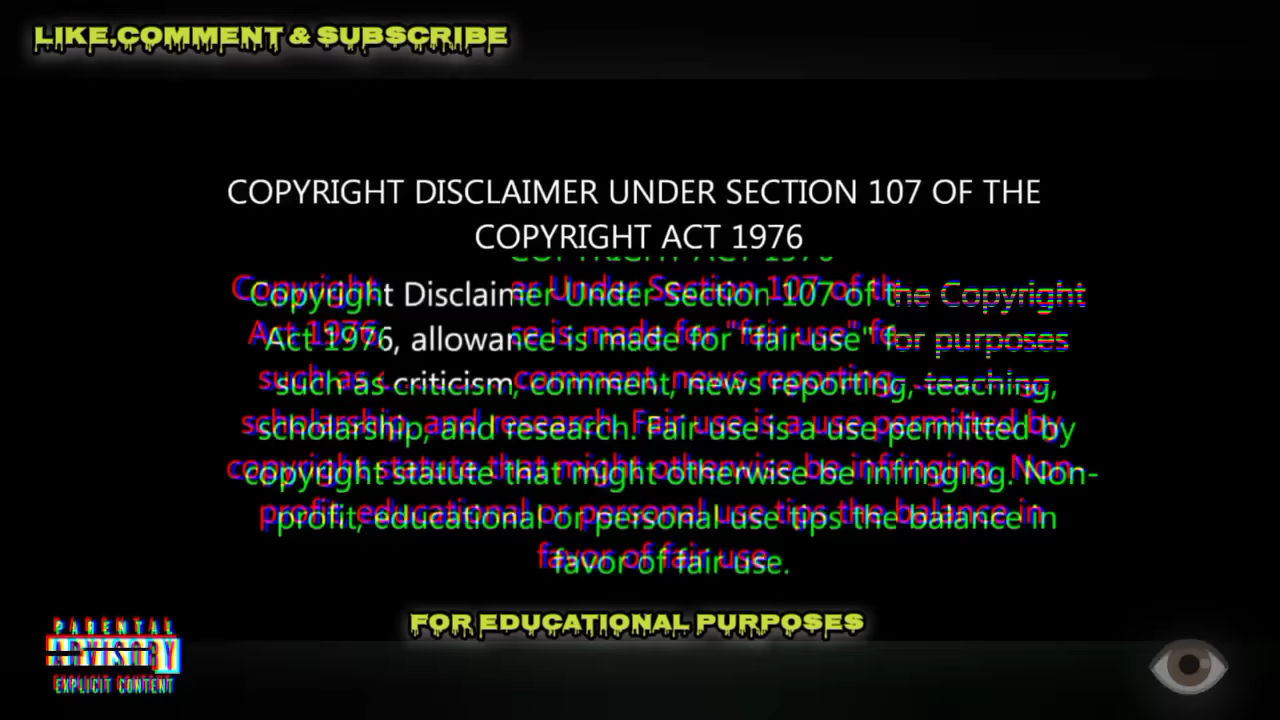 LIKE,COMMENT & SUBSCRIBE
COPYRIGHT DISCLAIMER UNDER SECTION 107 OF THE
COPYRIGHT ACT 1976
Copyright Disclaimer Under Section 107 of the Copyright
Act 1976, allowance is made for "fair use" for purposes
such as criticism, comment, news reporting, teaching,
scholarship, and research. Fair use is a use permitted by
copyright statute that might otherwise be infringing. Non-
profit, educational or personal use tips the balance in
favor of fair use.
FOR EDUCATIONAL PURPOSES
PARENTAL
ADVISORY
EXPLICIT CONTENT